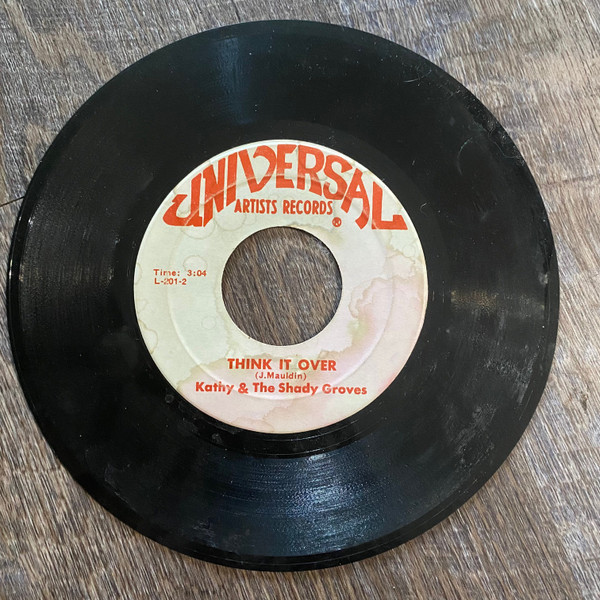 UNIVERSAL
ARTISTS RECORDS
®
Time: 3:04
L-201-2
THINK IT OVER
(J.Mauldin)
Kathy & The Shady Groves